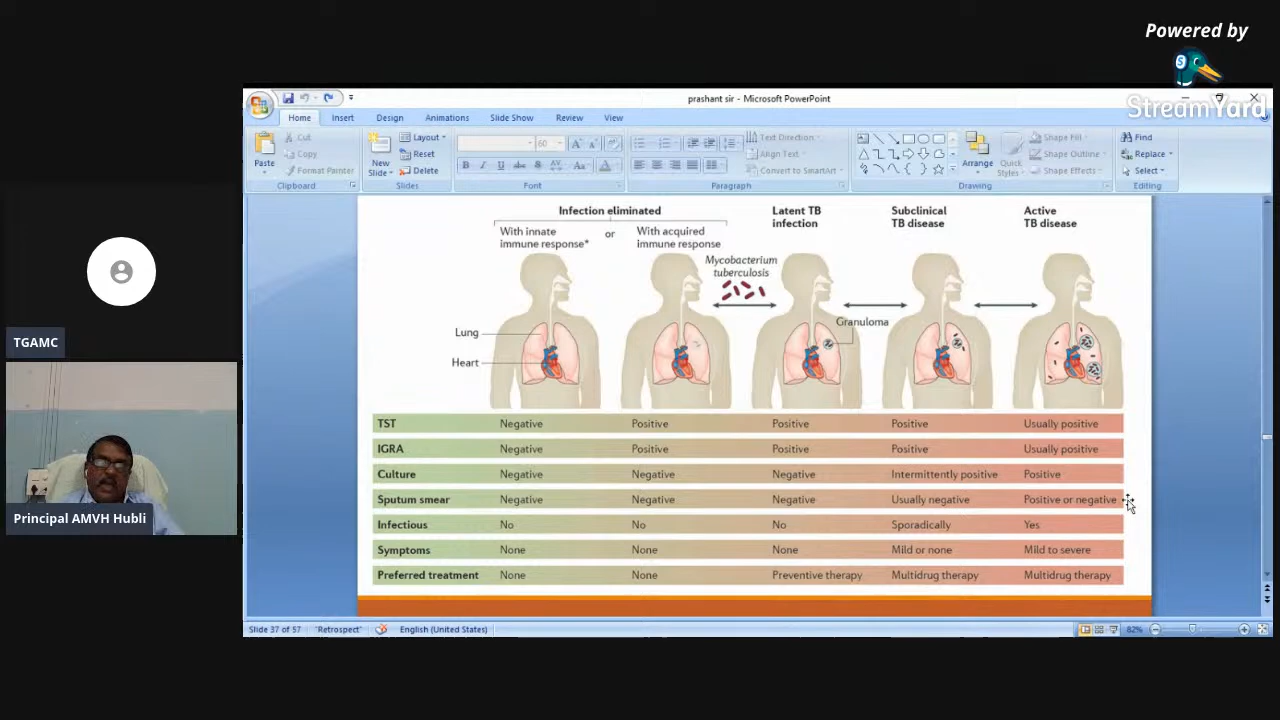 Powered by
StreamYard
prashant sir - Microsoft PowerPoint
Home
Insert
Design
Animations
Slide Show
Review
View
Paste
Cut
Copy
Format Painter
Clipboard
New
Slide
Layout
Reset
Delete
Slides
60
Font
Text Direction
Align Text
Convert to SmartArt
Paragraph
Arrange
Quick
Styles
Shape Fill
Shape Outline
Shape Effects
Drawing
Find
Replace
Select
Editing
Infection eliminated
With innate
immune response*
or
With acquired
immune response
Latent TB
infection
Subclinical
TB disease
Active
TB disease
Mycobacterium
tuberculosis
Granuloma
Lung
Heart
TST Negative Positive Positive Positive Usually positive
IGRA Negative Positive Positive Positive Usually positive
Culture Negative Negative Negative Intermittently positive Positive
Sputum smear Negative Negative Negative Usually negative Positive or negative
Infectious No No No Sporadically Yes
Symptoms None None None Mild or none Mild to severe
Preferred treatment None None Preventive therapy Multidrug therapy Multidrug therapy
TGAMC
Principal AMVH Hubli
Slide 37 of 57
"Retrospect"
English (United States)
82%